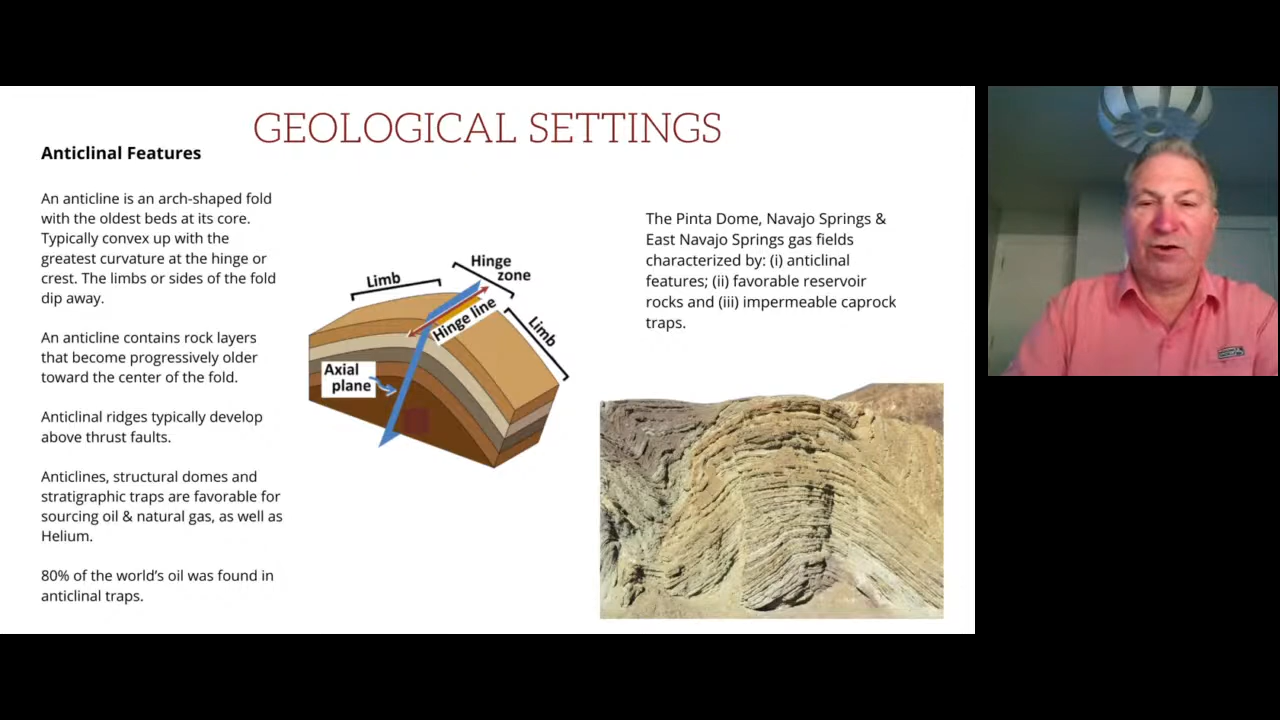 GEOLOGICAL SETTINGS
Anticlinal Features
An anticline is an arch-shaped fold
with the oldest beds at its core.
Typically convex up with the
greatest curvature at the hinge or
crest. The limbs or sides of the fold
dip away.
An anticline contains rock layers
that become progressively older
toward the center of the fold.
Anticlinal ridges typically develop
above thrust faults.
Anticlines, structural domes and
stratigraphic traps are favorable for
sourcing oil & natural gas, as well as
Helium.
80% of the world’s oil was found in
anticlinal traps.
Limb
Hinge
zone
Hinge line
Limb
Axial
plane
The Pinta Dome, Navajo Springs &
East Navajo Springs gas fields
characterized by: (i) anticlinal
features; (ii) favorable reservoir
rocks and (iii) impermeable caprock
traps.